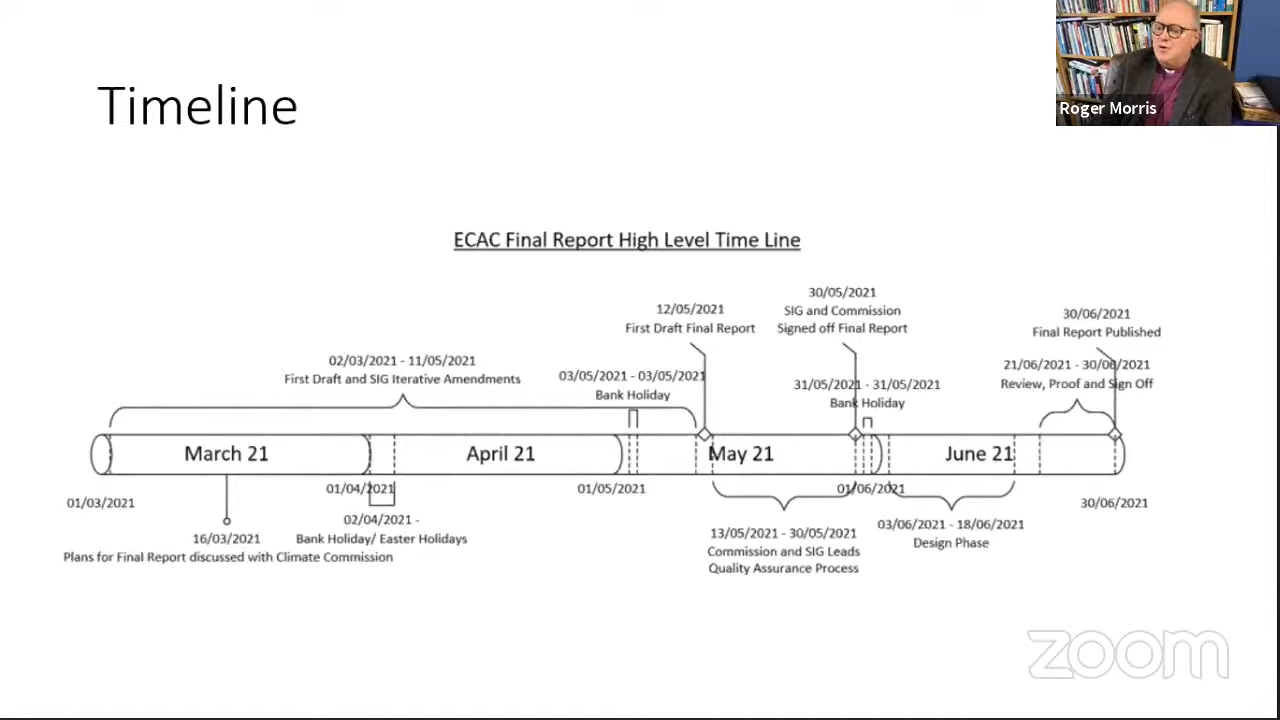 Timeline
Roger Morris
ECAC Final Report High Level Time Line
30/05/2021
SIG and Commission
Signed off Final Report
12/05/2021
First Draft Final Report
30/06/2021
Final Report Published
02/03/2021 - 11/05/2021
First Draft and SIG Iterative Amendments
03/05/2021 - 03/05/2021
Bank Holiday
31/05/2021 - 31/05/2021
Bank Holiday
21/06/2021 - 30/06/2021
Review, Proof and Sign Off
March 21
April 21
May 21
June 21
01/03/2021
01/04/2021
01/05/2021
01/06/2021
30/06/2021
16/03/2021
Plans for Final Report discussed with Climate Commission
02/04/2021 -
Bank Holiday/ Easter Holidays
13/05/2021 - 30/05/2021
Commission and SIG Leads
Quality Assurance Process
03/06/2021 - 18/06/2021
Design Phase
zoom